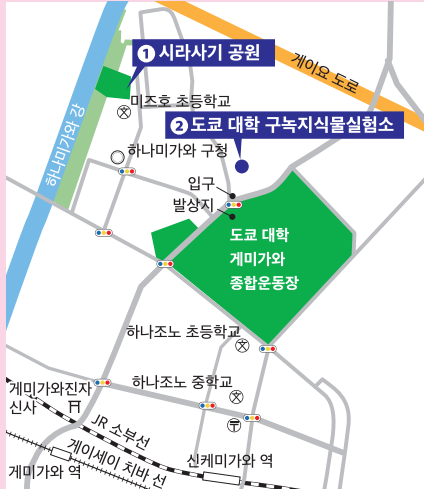 ❶ 시라사기 공원
게이요 도로
미즈호 초등학교
❷ 도쿄 대학 구녹지식물실험소
하나미가와 강
하나미가와 구청
입구
발상지
도쿄 대학
게미가와
종합운동장
하나조노 초등학교
게미가와진자
신사
하나조노 중학교
JR 소부선
게이세이 치바 선
게미가와 역
신케미가와 역